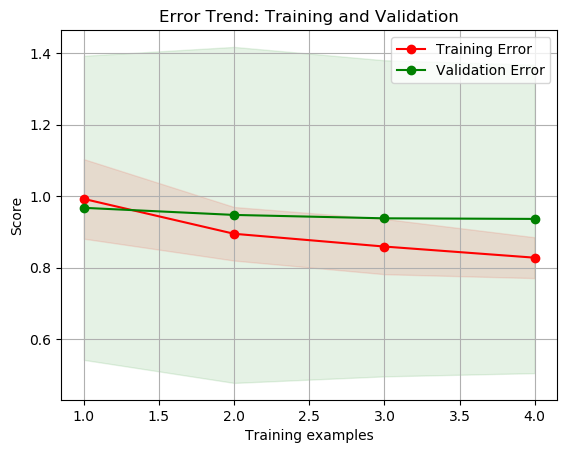 Error Trend: Training and Validation
Training Error
Validation Error
1.4
1.2
1.0
0.8
0.6
Score
1.0
1.5
2.0
2.5
3.0
3.5
4.0
Training examples